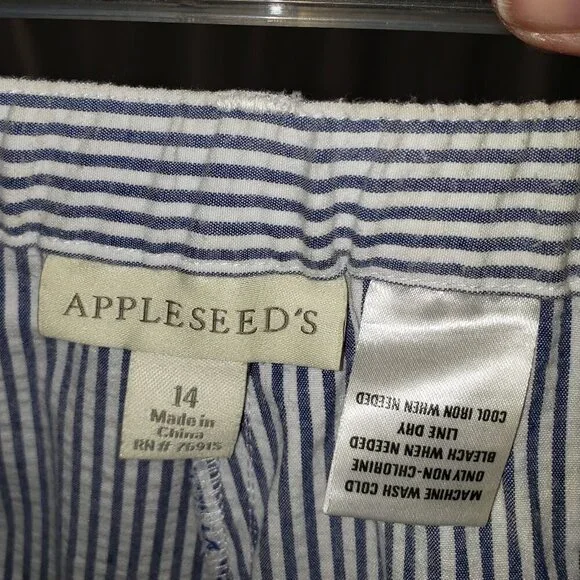 APPLESEED'S
14
Made in
China
RN# 76915
MACHINE WASH COLD
ONLY NON-CHLORINE
BLEACH WHEN NEEDED
LINE DRY
COOL IRON WHEN NEEDED